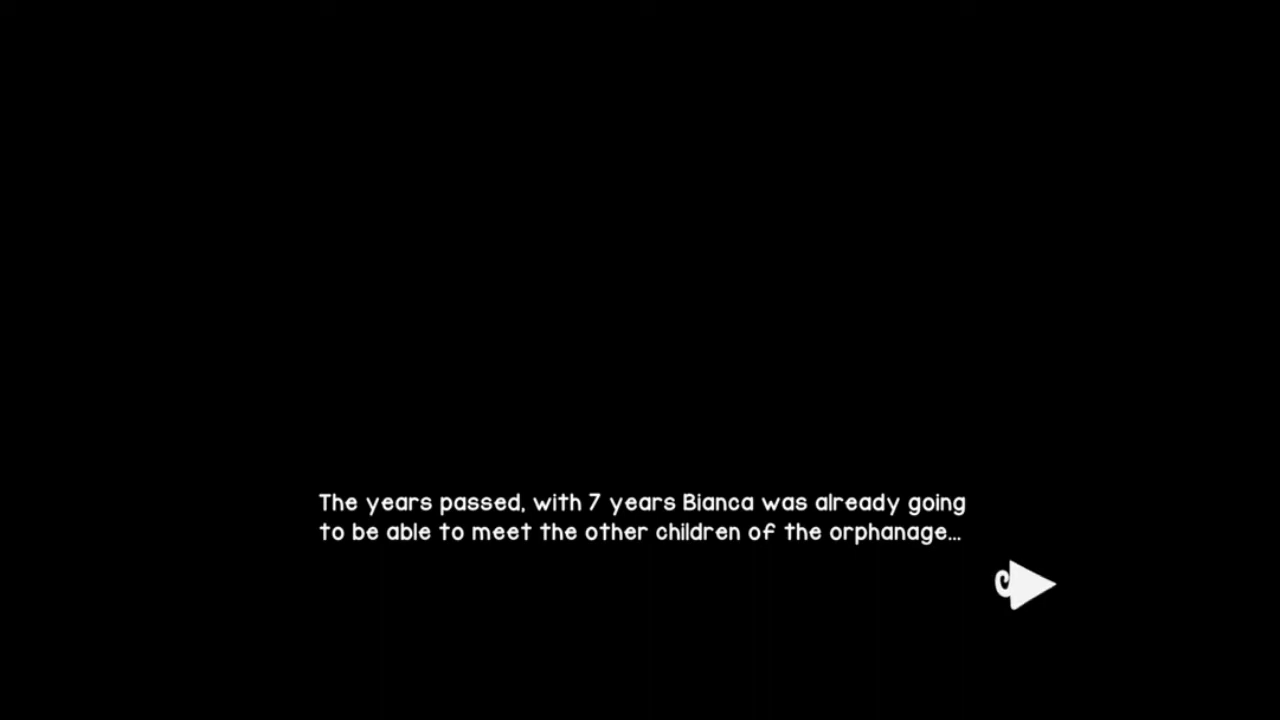 The years passed, with 7 years Bianca was already going
to be able to meet the other children of the orphanage...